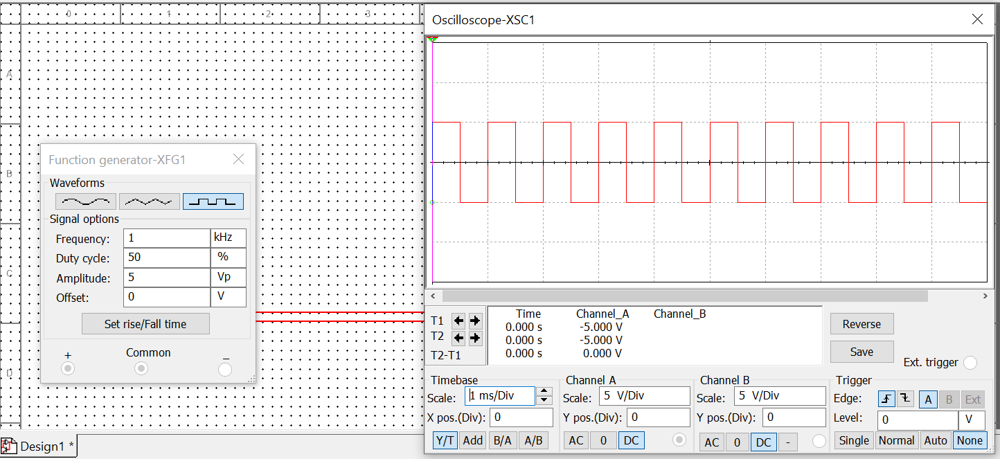 0 1 2 3
A
B
C
D
Function generator-XFG1
Waveforms
Signal options
Frequency: 1 kHz
Duty cycle: 50 %
Amplitude: 5 Vp
Offset: 0 V
Set rise/Fall time
+ Common –
Design1 *
Oscilloscope-XSC1
Time Channel_A Channel_B
T1 0.000 s -5.000 V
T2 0.000 s -5.000 V
T2-T1 0.000 s 0.000 V
Reverse
Save
Ext. trigger
Timebase
Scale: 1 ms/Div
X pos.(Div): 0
Y/T Add B/A A/B
Channel A
Scale: 5 V/Div
Y pos.(Div): 0
AC 0 DC
Channel B
Scale: 5 V/Div
Y pos.(Div): 0
AC 0 DC -
Trigger
Edge: A B Ext
Level: 0 V
Single Normal Auto None